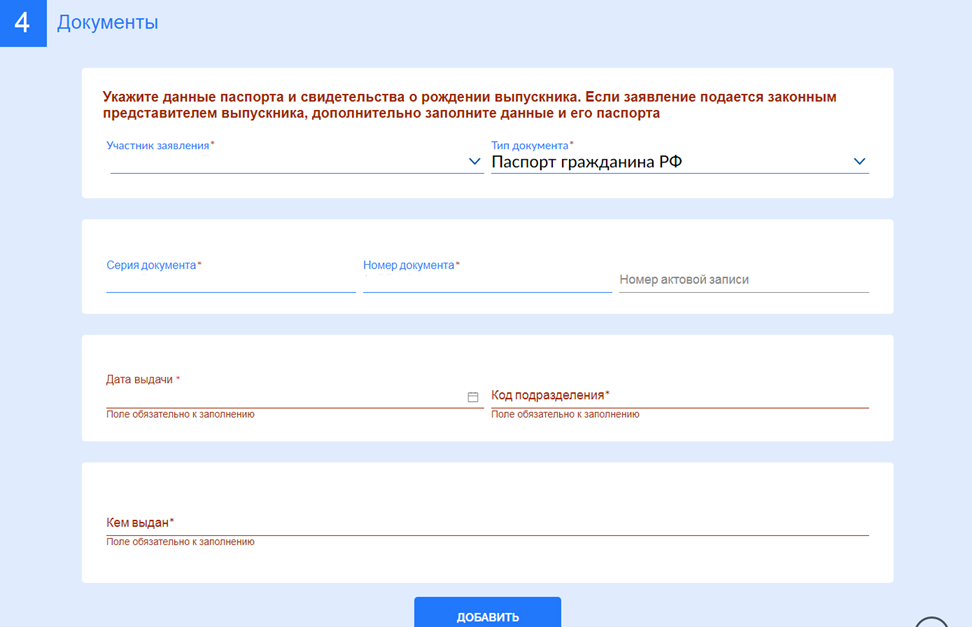 4 Документы
Укажите данные паспорта и свидетельства о рождении выпускника. Если заявление подается законным
представителем выпускника, дополнительно заполните данные и его паспорта
Участник заявления* Тип документа*
Паспорт гражданина РФ
Серия документа* Номер документа*
Номер актовой записи
Дата выдачи *
Код подразделения*
Поле обязательно к заполнению Поле обязательно к заполнению
Кем выдан*
Поле обязательно к заполнению
ДОБАВИТЬ